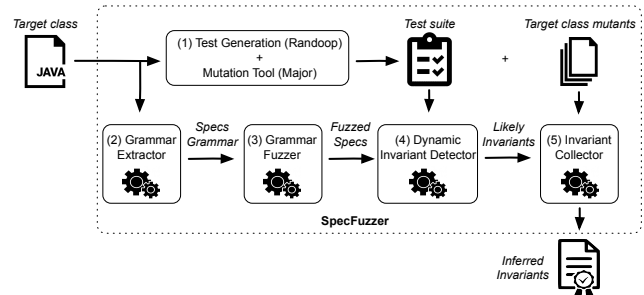 Target class
JAVA
(1) Test Generation (Randoop)
+
Mutation Tool (Major)
Test suite
+
Target class mutants
(2) Grammar
Extractor
Specs
Grammar
(3) Grammar
Fuzzer
Fuzzed
Specs
(4) Dynamic
Invariant Detector
Likely
Invariants
(5) Invariant
Collector
SpecFuzzer
Inferred
Invariants